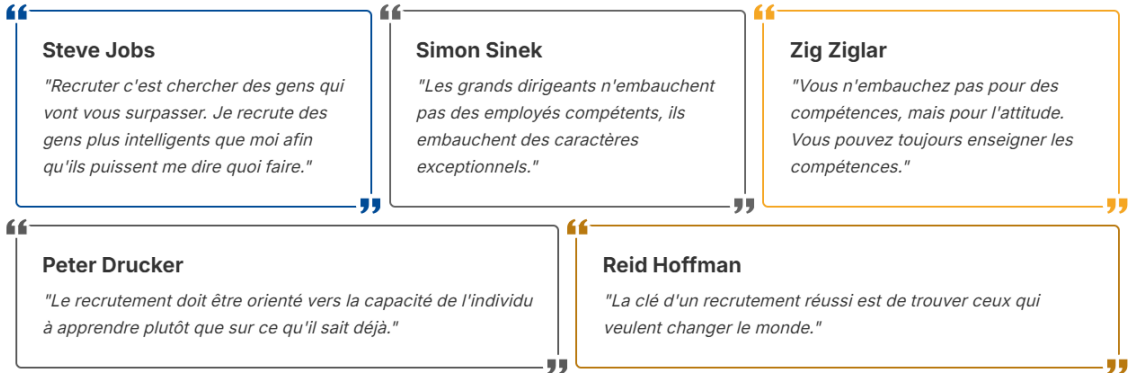 Steve Jobs
"Recruter c'est chercher des gens qui
vont vous surpasser. Je recrute des
gens plus intelligents que moi afin
qu'ils puissent me dire quoi faire."
Simon Sinek
"Les grands dirigeants n'embauchent
pas des employés compétents, ils
embauchent des caractères
exceptionnels."
Zig Ziglar
"Vous n'embauchez pas pour des
compétences, mais pour l'attitude.
Vous pouvez toujours enseigner les
compétences."
Peter Drucker
"Le recrutement doit être orienté vers la capacité de l'individu
à apprendre plutôt que sur ce qu'il sait déjà."
Reid Hoffman
"La clé d'un recrutement réussi est de trouver ceux qui
veulent changer le monde."